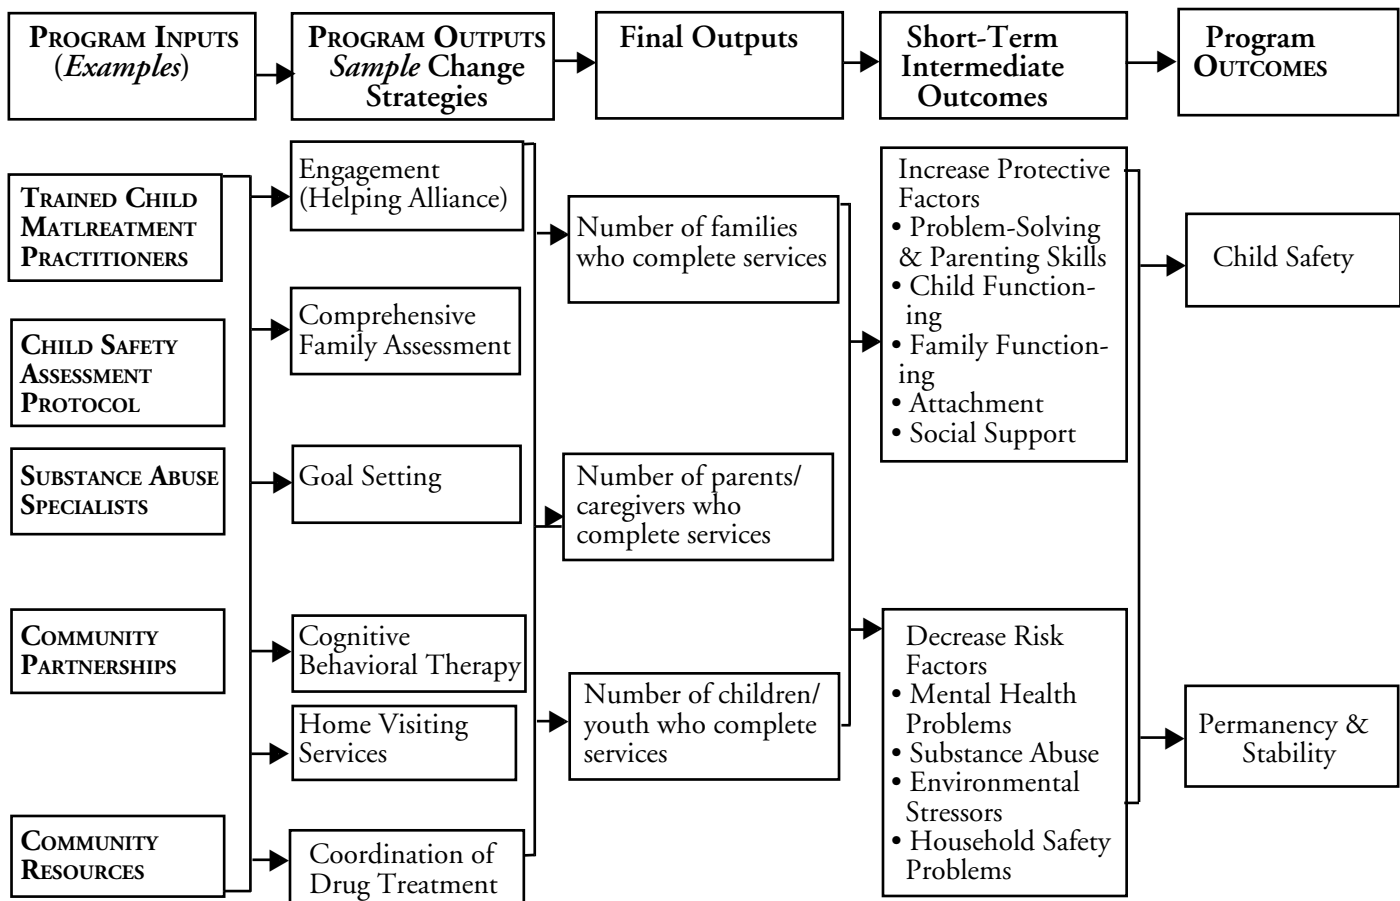 PROGRAM INPUTS
(Examples)
PROGRAM OUTPUTS
Sample Change
Strategies
Final Outputs
Short-Term
Intermediate
Outcomes
Program
OUTCOMES
TRAINED CHILD
MATLREATMENT
PRACTITIONERS
CHILD SAFETY
ASSESSMENT
PROTOCOL
SUBSTANCE ABUSE
SPECIALISTS
COMMUNITY
PARTNERSHIPS
COMMUNITY
RESOURCES
Engagement
(Helping Alliance)
Comprehensive
Family Assessment
Goal Setting
Cognitive
Behavioral Therapy
Home Visiting
Services
Coordination of
Drug Treatment
Number of families
who complete services
Number of parents/
caregivers who
complete services
Number of children/
youth who complete
services
Increase Protective
Factors
• Problem-Solving
& Parenting Skills
• Child Function-
ing
• Family Function-
ing
• Attachment
• Social Support
Decrease Risk
Factors
• Mental Health
Problems
• Substance Abuse
• Environmental
Stressors
• Household Safety
Problems
Child Safety
Permanency &
Stability